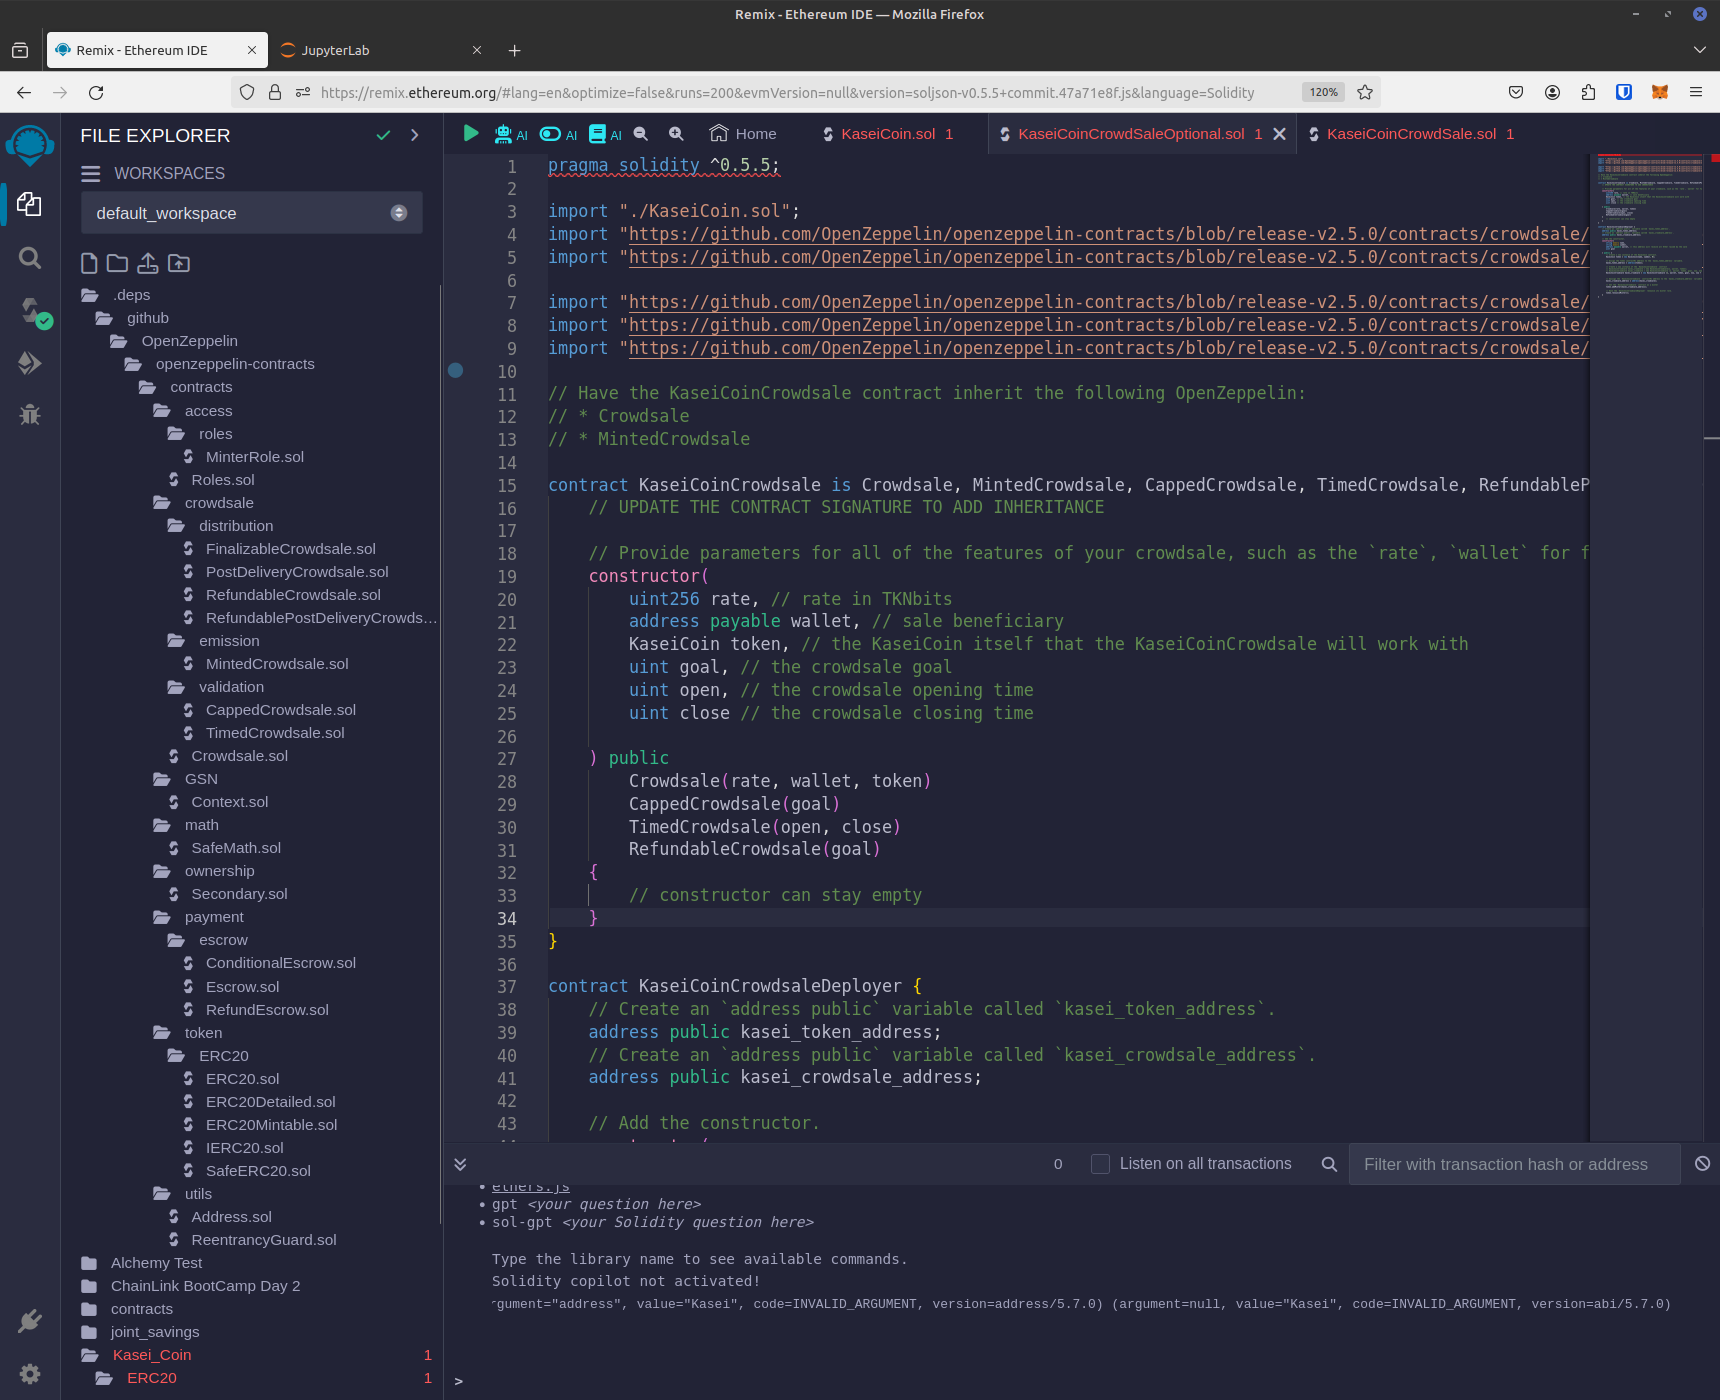 Remix - Ethereum IDE — Mozilla Firefox
Remix - Ethereum IDE
JupyterLab
https://remix.ethereum.org/#lang=en&optimize=false&runs=200&evmVersion=null&version=soljson-v0.5.5+commit.47a71e8f.js&language=Solidity
120%
FILE EXPLORER
WORKSPACES
default_workspace
.deps
github
OpenZeppelin
openzeppelin-contracts
contracts
access
roles
MinterRole.sol
Roles.sol
crowdsale
distribution
FinalizableCrowdsale.sol
PostDeliveryCrowdsale.sol
RefundableCrowdsale.sol
RefundablePostDeliveryCrowds...
emission
MintedCrowdsale.sol
validation
CappedCrowdsale.sol
TimedCrowdsale.sol
Crowdsale.sol
GSN
Context.sol
math
SafeMath.sol
ownership
Secondary.sol
payment
escrow
ConditionalEscrow.sol
Escrow.sol
RefundEscrow.sol
token
ERC20
ERC20.sol
ERC20Detailed.sol
ERC20Mintable.sol
IERC20.sol
SafeERC20.sol
utils
Address.sol
ReentrancyGuard.sol
Alchemy Test
ChainLink BootCamp Day 2
contracts
joint_savings
Kasei_Coin 1
ERC20 1
AI AI AI Home KaseiCoin.sol 1 KaseiCoinCrowdSaleOptional.sol 1 KaseiCoinCrowdSale.sol 1
1 pragma solidity ^0.5.5;
2
3 import "./KaseiCoin.sol";
4 import "https://github.com/OpenZeppelin/openzeppelin-contracts/blob/release-v2.5.0/contracts/crowdsale/
5 import "https://github.com/OpenZeppelin/openzeppelin-contracts/blob/release-v2.5.0/contracts/crowdsale/
6
7 import "https://github.com/OpenZeppelin/openzeppelin-contracts/blob/release-v2.5.0/contracts/crowdsale/
8 import "https://github.com/OpenZeppelin/openzeppelin-contracts/blob/release-v2.5.0/contracts/crowdsale/
9 import "https://github.com/OpenZeppelin/openzeppelin-contracts/blob/release-v2.5.0/contracts/crowdsale/
10
11 // Have the KaseiCoinCrowdsale contract inherit the following OpenZeppelin:
12 // * Crowdsale
13 // * MintedCrowdsale
14
15 contract KaseiCoinCrowdsale is Crowdsale, MintedCrowdsale, CappedCrowdsale, TimedCrowdsale, RefundableP
16 // UPDATE THE CONTRACT SIGNATURE TO ADD INHERITANCE
17
18 // Provide parameters for all of the features of your crowdsale, such as the `rate`, `wallet` for f
19 constructor(
20 uint256 rate, // rate in TKNbits
21 address payable wallet, // sale beneficiary
22 KaseiCoin token, // the KaseiCoin itself that the KaseiCoinCrowdsale will work with
23 uint goal, // the crowdsale goal
24 uint open, // the crowdsale opening time
25 uint close // the crowdsale closing time
26
27 ) public
28 Crowdsale(rate, wallet, token)
29 CappedCrowdsale(goal)
30 TimedCrowdsale(open, close)
31 RefundableCrowdsale(goal)
32 {
33 // constructor can stay empty
34 }
35 }
36
37 contract KaseiCoinCrowdsaleDeployer {
38 // Create an `address public` variable called `kasei_token_address`.
39 address public kasei_token_address;
40 // Create an `address public` variable called `kasei_crowdsale_address`.
41 address public kasei_crowdsale_address;
42
43 // Add the constructor.
0 Listen on all transactions Filter with transaction hash or address
• ethers.js
• gpt <your question here>
• sol-gpt <your Solidity question here>
Type the library name to see available commands.
Solidity copilot not activated!
rgument="address", value="Kasei", code=INVALID_ARGUMENT, version=address/5.7.0) (argument=null, value="Kasei", code=INVALID_ARGUMENT, version=abi/5.7.0)
>